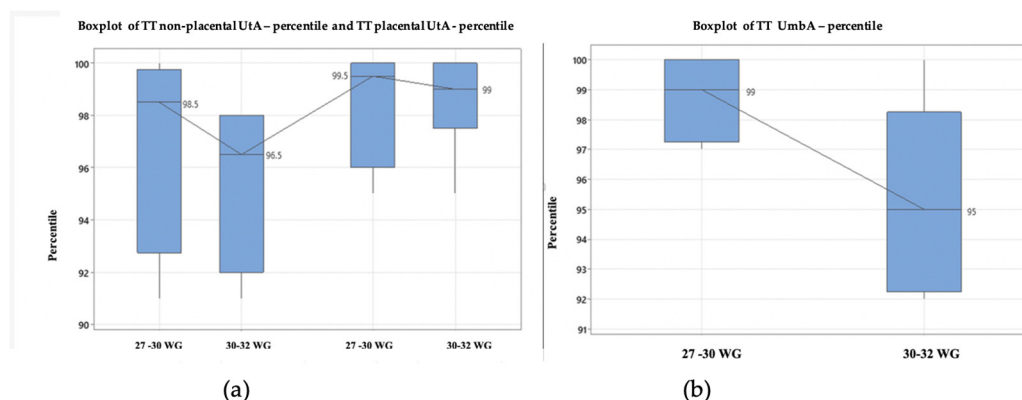 Boxplot of TT non-placental UtA – percentile and TT placental UtA - percentile
Percentile
100
98
96
94
92
90
98.5
96.5
99.5
99
27 -30 WG
30-32 WG
27 -30 WG
30-32 WG
(a)
Boxplot of TT UmbA – percentile
Percentile
100
99
98
97
96
95
94
93
92
91
99
95
27 -30 WG
30-32 WG
(b)